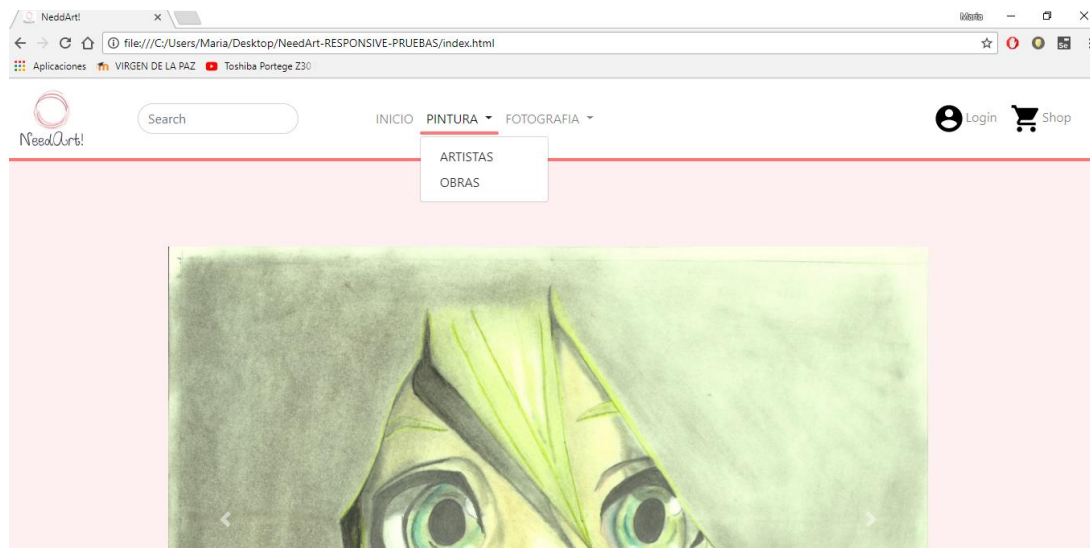 NeddArt!
Maria
file:///C:/Users/Maria/Desktop/NeedArt-RESPONSIVE-PRUEBAS/index.html
Aplicaciones VIRGEN DE LA PAZ Toshiba Portege Z30
NeedArt!
Search
INICIO PINTURA FOTOGRAFIA
Login Shop
ARTISTAS
OBRAS